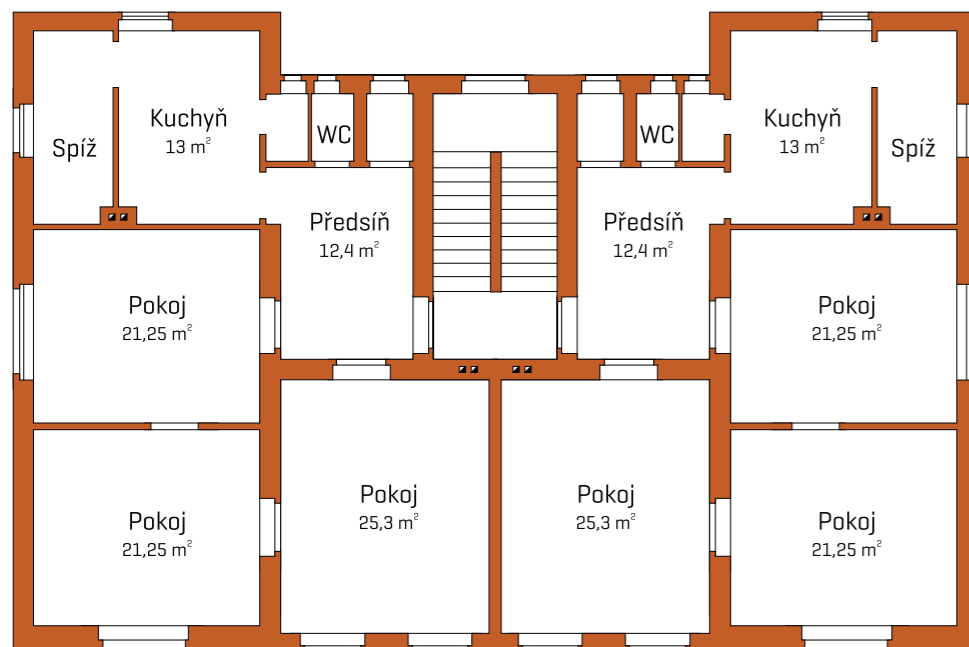 Spíž
Kuchyň
13 m²
WC
WC
Kuchyň
13 m²
Spíž
Předsíň
12,4 m²
Předsíň
12,4 m²
Pokoj
21,25 m²
Pokoj
21,25 m²
Pokoj
21,25 m²
Pokoj
25,3 m²
Pokoj
25,3 m²
Pokoj
21,25 m²